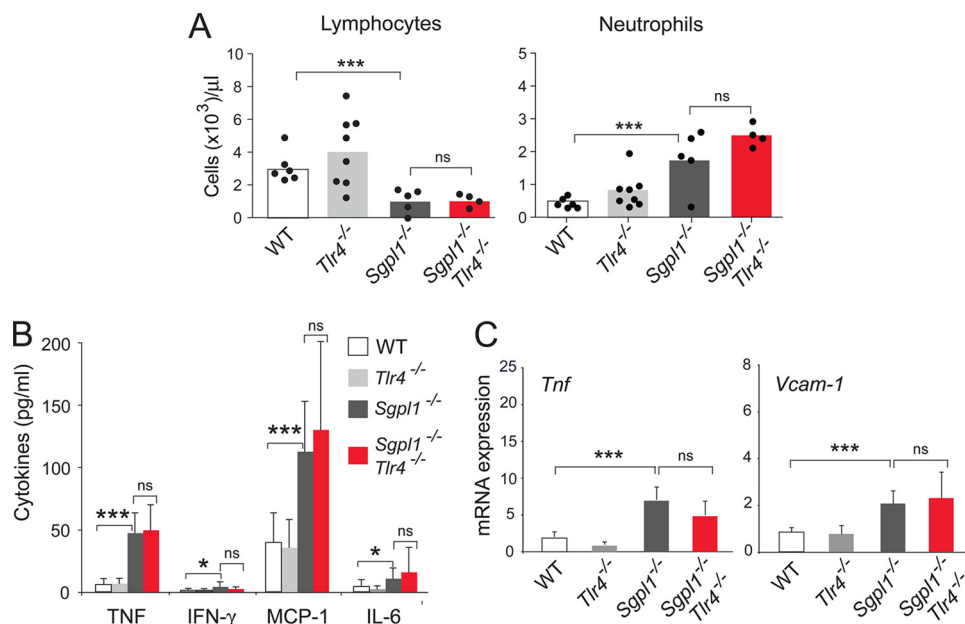 A
Lymphocytes
Neutrophils
Cells (x10³)/µl
10
8
6
4
2
0
***
ns
WT
Tlr4-/-
Sgpl1-/-
Sgpl1-/-
Tlr4-/-
5
4
3
2
1
0
***
ns
WT
Tlr4-/-
Sgpl1-/-
Sgpl1-/-
Tlr4-/-
B
Cytokines (pg/ml)
200
150
100
50
0
***
ns
*
ns
***
ns
*
ns
TNF
IFN-γ
MCP-1
IL-6
WT
Tlr4 -/-
Sgpl1 -/-
Sgpl1 -/-
Tlr4 -/-
C
mRNA expression
Tnf
25
20
15
10
5
0
***
ns
WT
Tlr4-/-
Sgpl1-/-
Sgpl1-/-
Tlr4-/-
Vcam-1
8
6
4
2
0
***
ns
WT
Tlr4-/-
Sgpl1-/-
Sgpl1-/-
Tlr4-/-